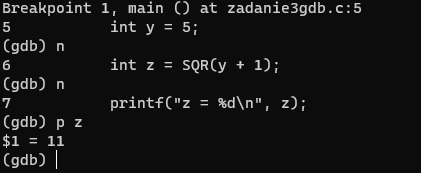 Breakpoint 1, main () at zadanie3gdb.c:5
5           int y = 5;
(gdb) n
6           int z = SQR(y + 1);
(gdb) n
7           printf("z = %d\n", z);
(gdb) p z
$1 = 11
(gdb)